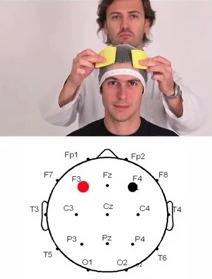 Fp1 Fp2
F7 F3 Fz F4 F8
T3 C3 Cz C4 T4
P3 Pz P4
T5 T6
O1 O2